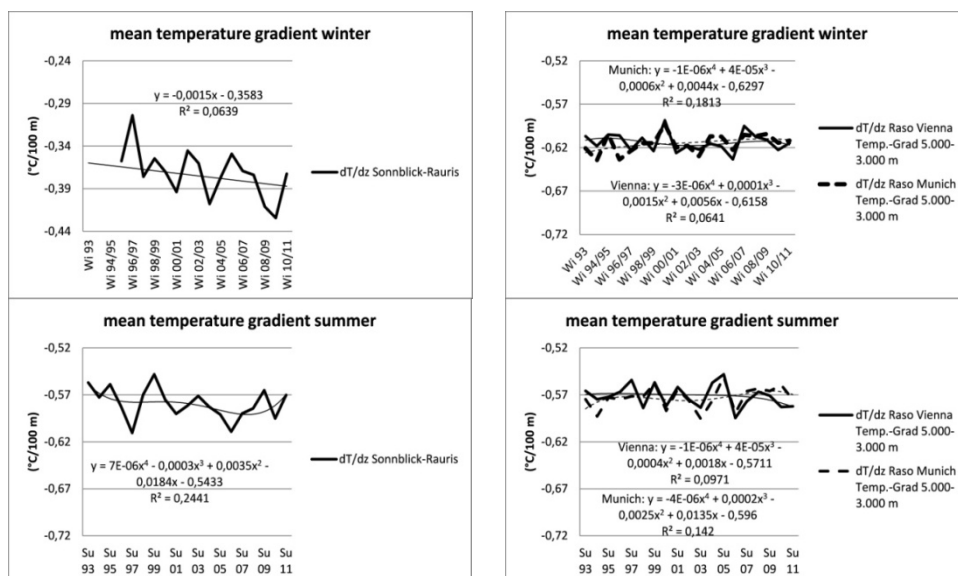 mean temperature gradient winter
-0,24
-0,29
-0,36
-0,39
-0,44
(°C/100 m)
y = -0,0015x - 0,3583
R² = 0,0639
dT/dz Sonnblick-Rauris
Wi 93
Wi 94/95
Wi 96/97
Wi 98/99
Wi 00/01
Wi 02/03
Wi 04/05
Wi 06/07
Wi 08/09
Wi 10/11
mean temperature gradient winter
-0,52
-0,57
-0,62
-0,67
-0,72
(°C/100 m)
Munich: y = -1E-06x⁴ + 4E-05x³ -
0,0006x² + 0,0044x - 0,6297
R² = 0,1813
Vienna: y = -3E-06x⁴ + 0,0001x³ -
0,0015x² + 0,0056x - 0,6158
R² = 0,0641
dT/dz Raso Vienna
Temp.-Grad 5.000-
3.000 m
dT/dz Raso Munich
Temp.-Grad 5.000-
3.000 m
Wi 93
Wi 94/95
Wi 96/97
Wi 98/99
Wi 00/01
Wi 02/03
Wi 04/05
Wi 06/07
Wi 08/09
Wi 10/11
mean temperature gradient summer
-0,52
-0,57
-0,62
-0,67
-0,72
(°C/100 m)
y = 7E-06x⁴ - 0,0003x³ + 0,0035x² -
0,0184x - 0,5433
R² = 0,2441
dT/dz Sonnblick-Rauris
Su Su Su Su Su Su Su Su Su Su
93 95 97 99 01 03 05 07 09 11
mean temperature gradient summer
-0,52
-0,57
-0,62
-0,67
-0,72
(°C/100 m)
Vienna: y = -1E-06x⁴ + 4E-05x³ -
0,0004x² + 0,0018x - 0,5711
R² = 0,0971
Munich: y = -4E-06x⁴ + 0,0002x³ -
0,0025x² + 0,0135x - 0,596
R² = 0,142
dT/dz Raso Vienna
Temp.-Grad 5.000-
3.000 m
dT/dz Raso Munich
Temp.-Grad 5.000-
3.000 m
Su Su Su Su Su Su Su Su Su Su
93 95 97 99 01 03 05 07 09 11